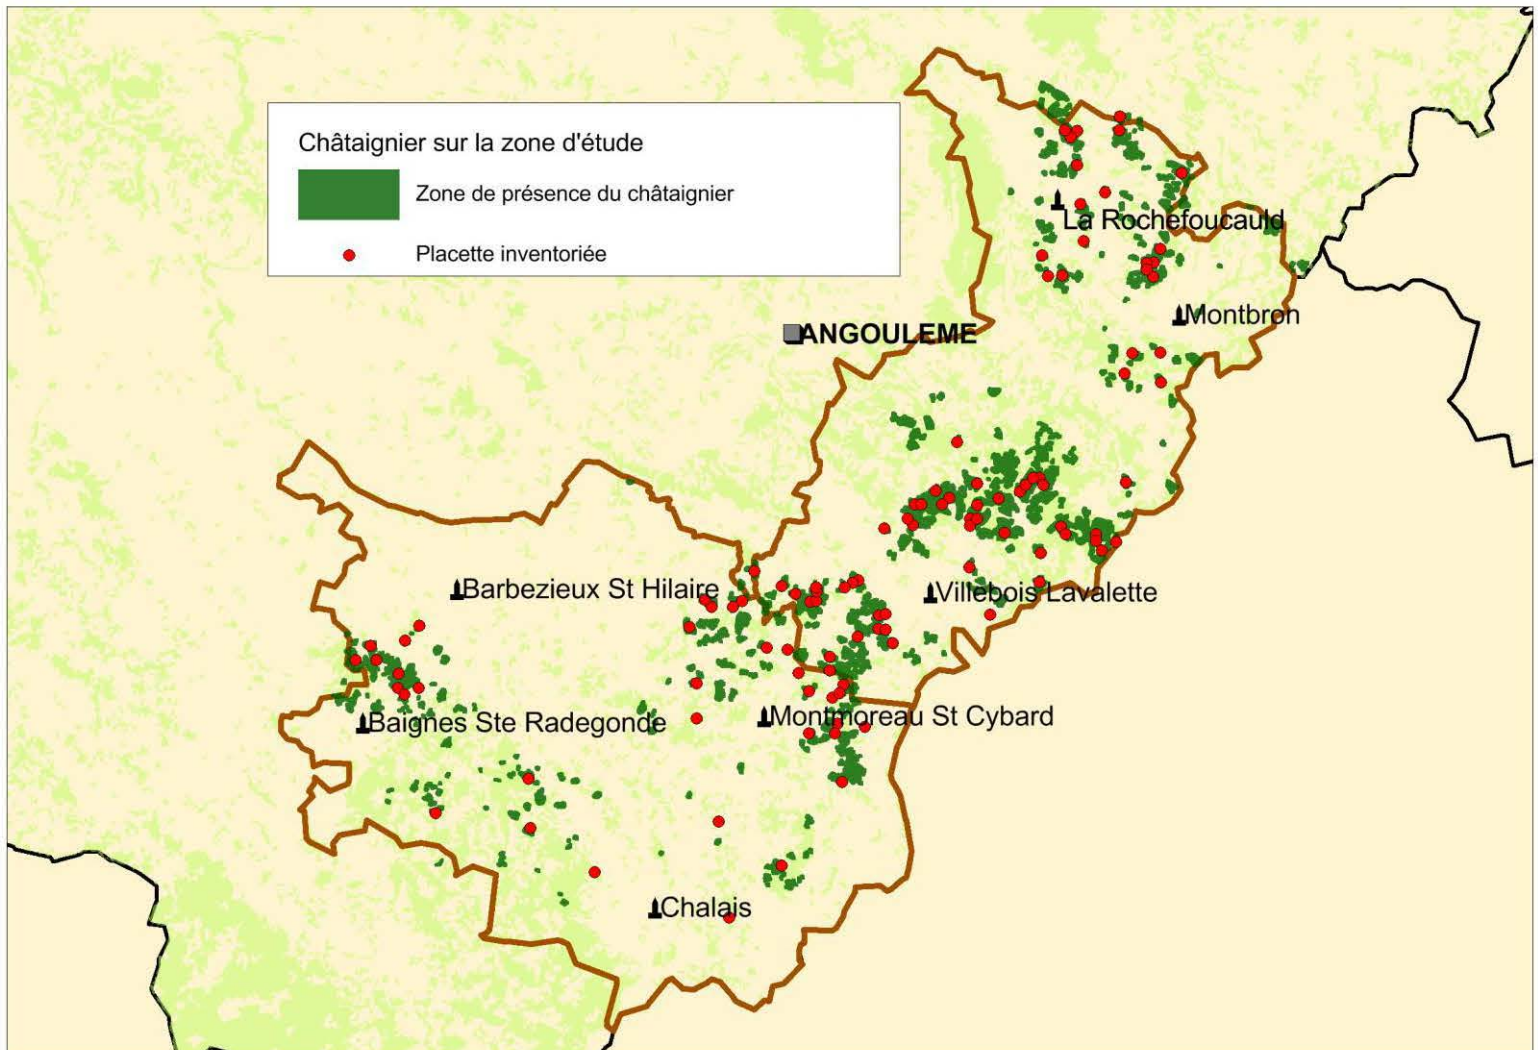 Châtaignier sur la zone d'étude
Zone de présence du châtaignier
Placette inventoriée
La Rochefoucauld
Montbron
ANGOULEME
Barbezieux St Hilaire
Villebois Lavalette
Baignes Ste Radegonde
Montmoreau St Cybard
Chalais